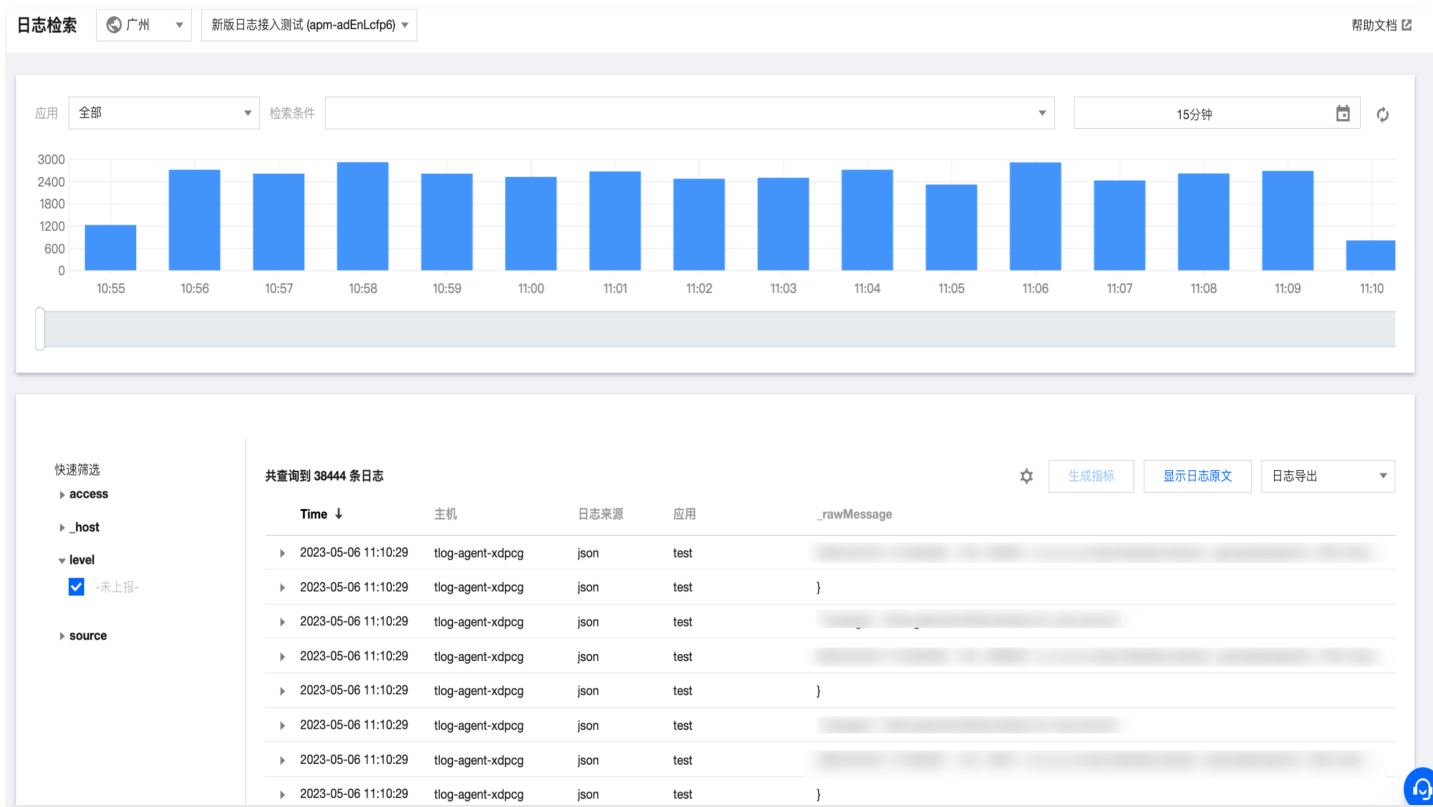 日志检索 广州 新版日志接入测试 (apm-adEnLcfp6) 帮助文档
应用 全部 检索条件 15分钟
3000
2400
1800
1200
600
0
10:55 10:56 10:57 10:58 10:59 11:00 11:01 11:02 11:03 11:04 11:05 11:06 11:07 11:08 11:09 11:10
快速筛选
access
_host
level
-未上报-
source
共查询到 38444 条日志 生成指标 显示日志原文 日志导出
Time ↓ 主机 日志来源 应用 _rawMessage
2023-05-06 11:10:29 tlog-agent-xdpcg json test
2023-05-06 11:10:29 tlog-agent-xdpcg json test }
2023-05-06 11:10:29 tlog-agent-xdpcg json test
2023-05-06 11:10:29 tlog-agent-xdpcg json test
2023-05-06 11:10:29 tlog-agent-xdpcg json test }
2023-05-06 11:10:29 tlog-agent-xdpcg json test
2023-05-06 11:10:29 tlog-agent-xdpcg json test
2023-05-06 11:10:29 tlog-agent-xdpcg json test }